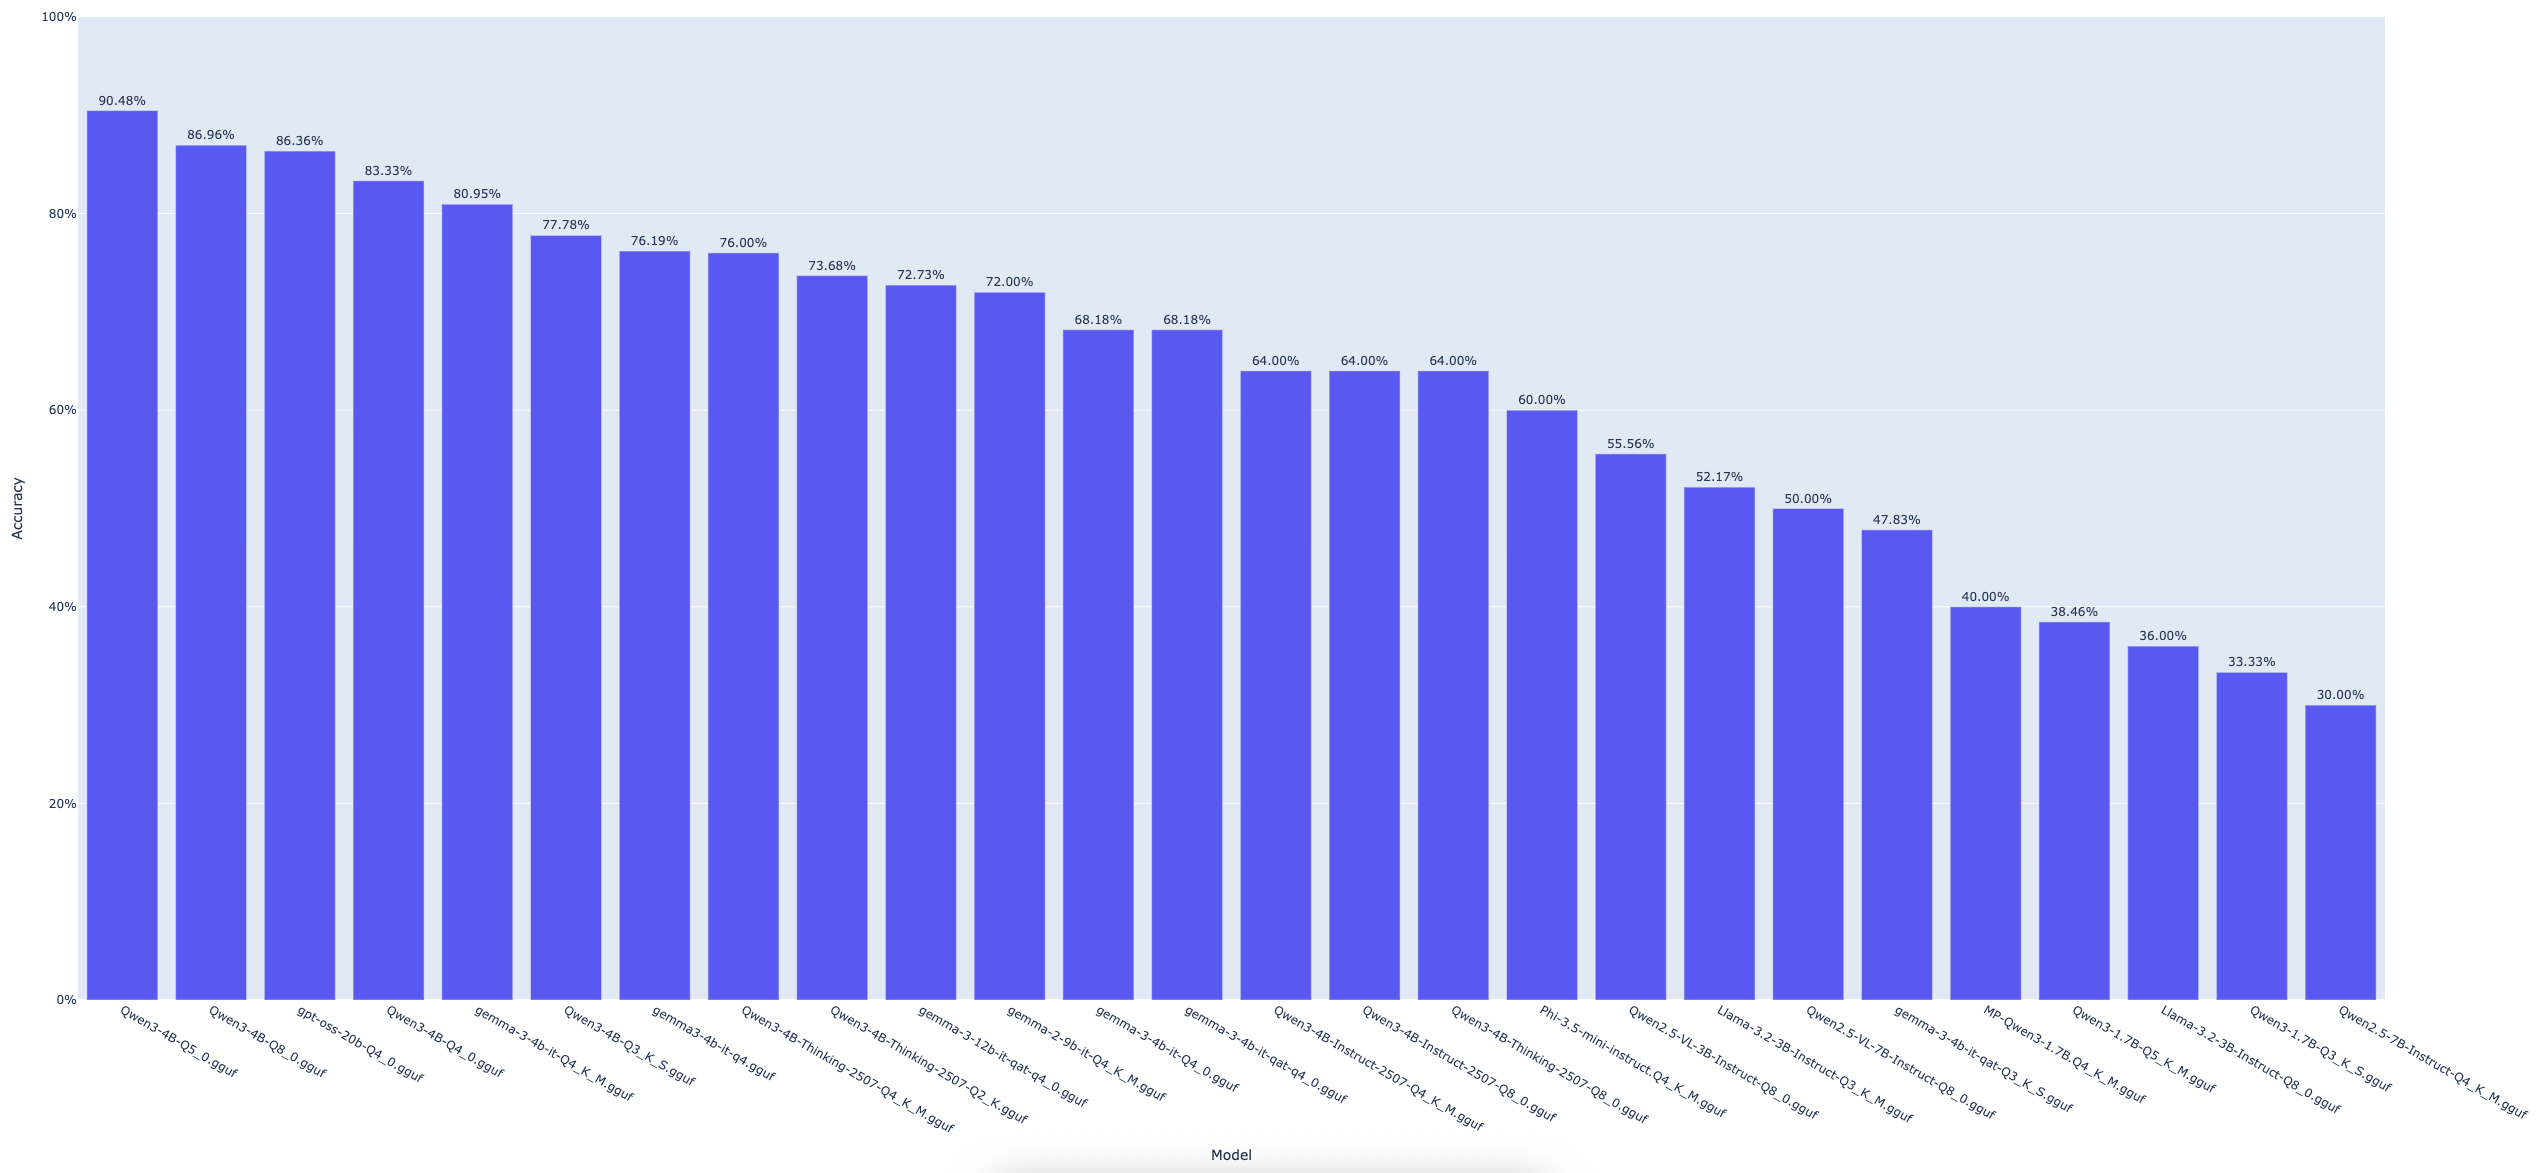 100%
80%
60%
40%
20%
0%
Accuracy
90.48%
86.96%
86.36%
83.33%
80.95%
77.78%
76.19%
76.00%
73.68%
72.73%
72.00%
68.18%
68.18%
64.00%
64.00%
64.00%
60.00%
55.56%
52.17%
50.00%
47.83%
40.00%
38.46%
36.00%
33.33%
30.00%
Qwen3-4B-Q5_0.gguf
Qwen3-4B-Q8_0.gguf
gpt-oss-20b-Q4_0.gguf
Qwen3-4B-Q4_0.gguf
gemma-3-4b-it-Q4_K_M.gguf
Qwen3-4B-Q3_K_S.gguf
gemma3-4b-it-q4.gguf
Qwen3-4B-Thinking-2507-Q4_K_M.gguf
Qwen3-4B-Thinking-2507-Q2_K.gguf
gemma-3-12b-it-qat-q4_0.gguf
gemma-2-9b-it-Q4_K_M.gguf
gemma-3-4b-it-Q4_0.gguf
gemma-3-4b-it-qat-q4_0.gguf
Qwen3-4B-Instruct-2507-Q4_K_M.gguf
Qwen3-4B-Instruct-2507-Q8_0.gguf
Qwen3-4B-Thinking-2507-Q8_0.gguf
Phi-3.5-mini-instruct.Q4_K_M.gguf
Qwen2.5-VL-3B-Instruct-Q8_0.gguf
Llama-3.2-3B-Instruct-Q3_K_M.gguf
Qwen2.5-VL-7B-Instruct-Q8_0.gguf
gemma-3-4b-it-qat-Q3_K_S.gguf
MP-Qwen3-1.7B.Q4_K_M.gguf
Qwen3-1.7B-Q5_K_M.gguf
Llama-3.2-3B-Instruct-Q8_0.gguf
Qwen3-1.7B-Q3_K_S.gguf
Qwen2.5-7B-Instruct-Q4_K_M.gguf
Model